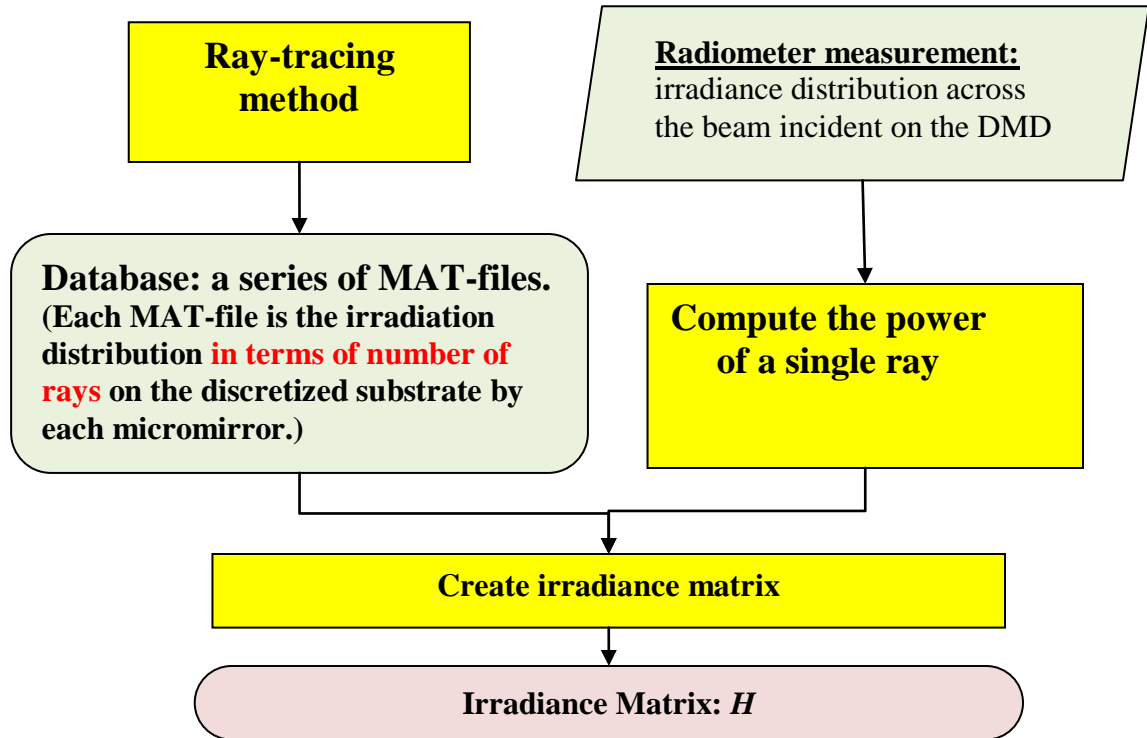 Ray-tracing
method
Radiometer measurement:
irradiance distribution across
the beam incident on the DMD
Database: a series of MAT-files.
(Each MAT-file is the irradiation
distribution in terms of number of
rays on the discretized substrate by
each micromirror.)
Compute the power
of a single ray
Create irradiance matrix
Irradiance Matrix: H